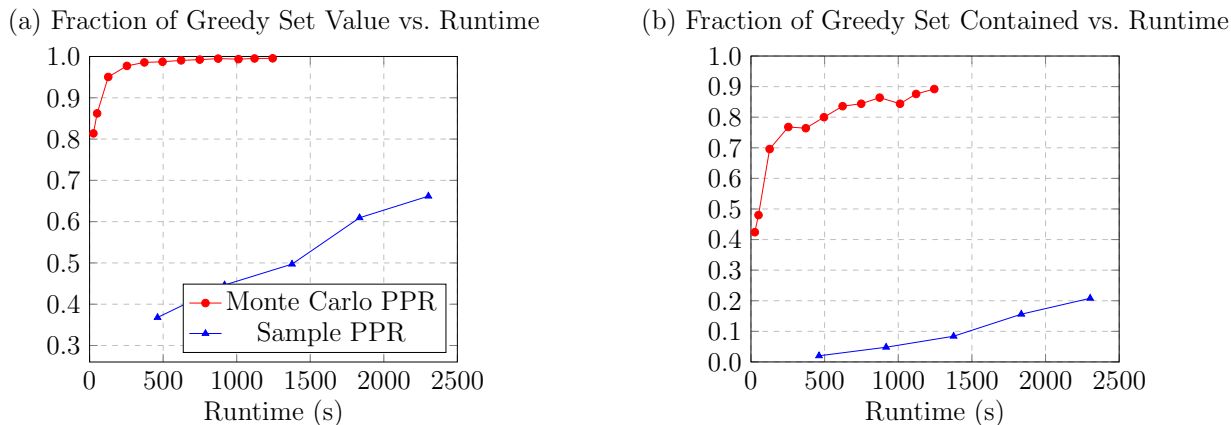 (a) Fraction of Greedy Set Value vs. Runtime
1.0
0.9
0.8
0.7
0.6
0.5
0.4
0.3
Monte Carlo PPR
Sample PPR
0 500 1000 1500 2000 2500
Runtime (s)
(b) Fraction of Greedy Set Contained vs. Runtime
1.0
0.9
0.8
0.7
0.6
0.5
0.4
0.3
0.2
0.1
0.0
0 500 1000 1500 2000 2500
Runtime (s)